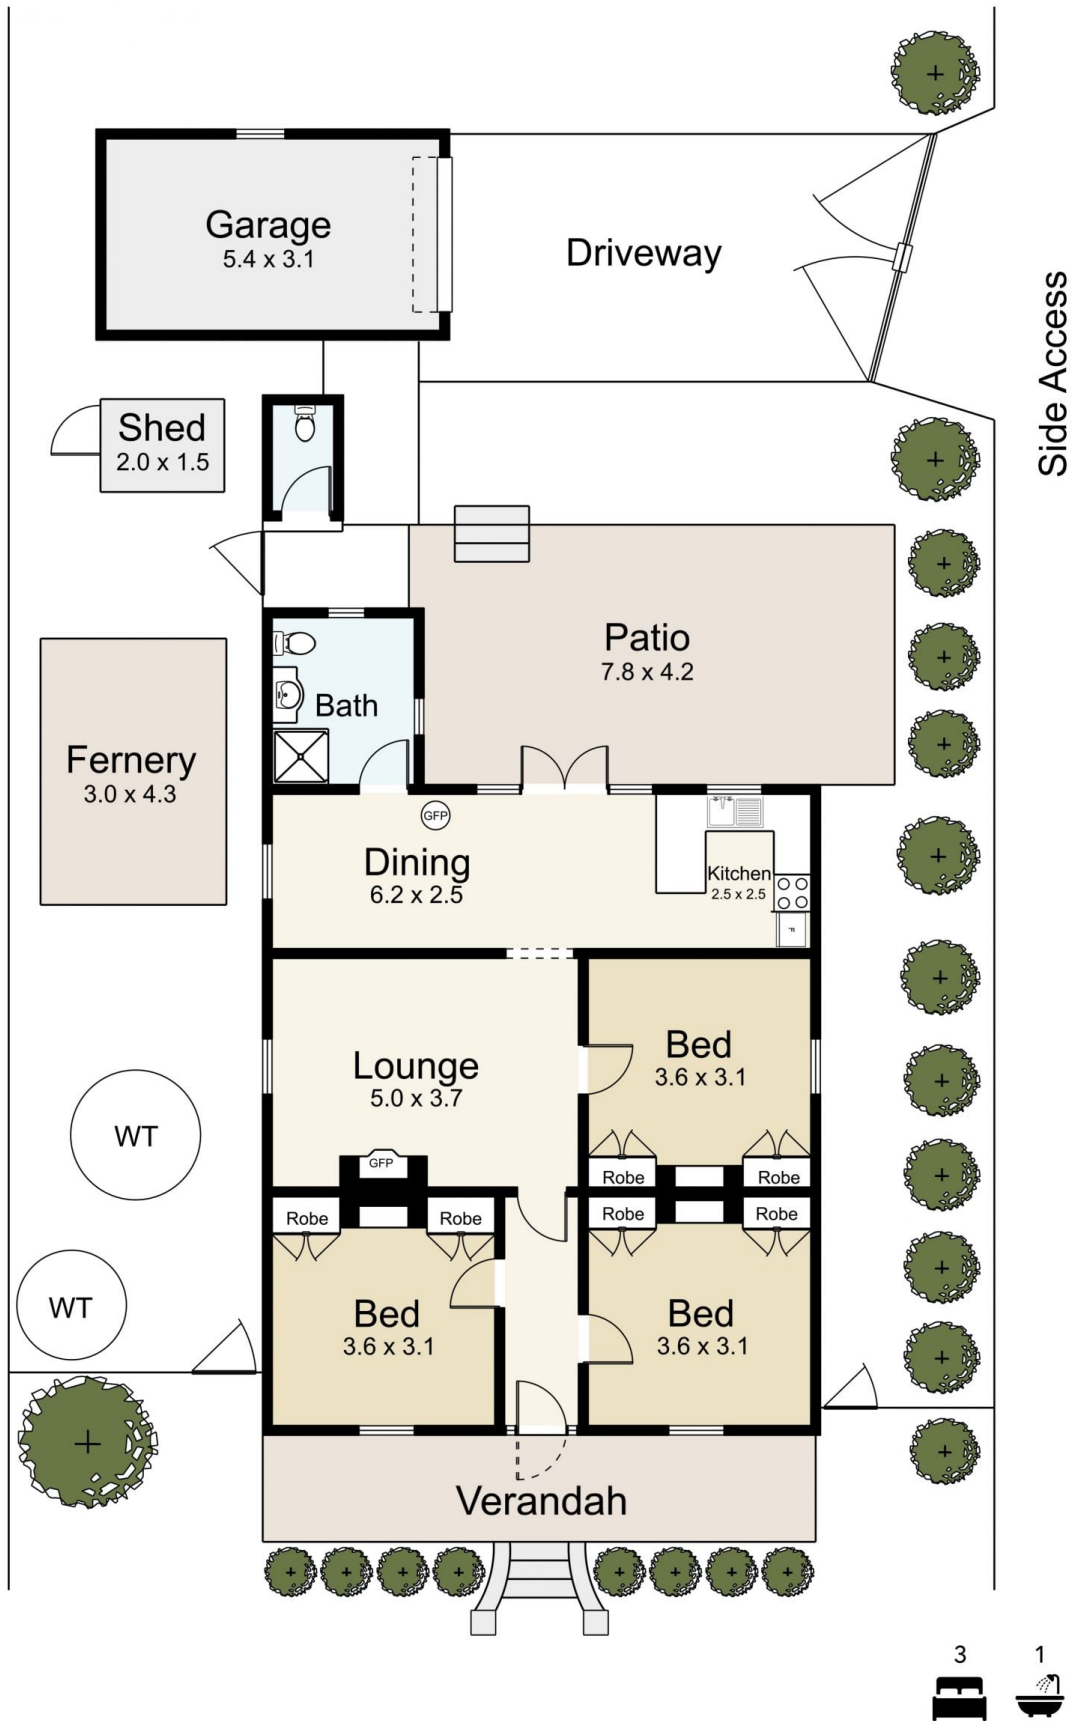 Garage
5.4 x 3.1
Driveway
Side Access
Shed
2.0 x 1.5
Patio
7.8 x 4.2
Bath
Fernery
3.0 x 4.3
GFP
Dining
6.2 x 2.5
Kitchen
2.5 x 2.5
F
Lounge
5.0 x 3.7
Bed
3.6 x 3.1
WT
GFP
Robe
Robe
Robe
Robe
Robe
Robe
WT
Bed
3.6 x 3.1
Bed
3.6 x 3.1
Verandah
3
1